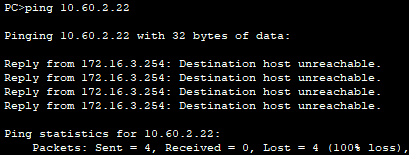 PC>ping 10.60.2.22
Pinging 10.60.2.22 with 32 bytes of data:
Reply from 172.16.3.254: Destination host unreachable.
Reply from 172.16.3.254: Destination host unreachable.
Reply from 172.16.3.254: Destination host unreachable.
Reply from 172.16.3.254: Destination host unreachable.
Ping statistics for 10.60.2.22:
Packets: Sent = 4, Received = 0, Lost = 4 (100% loss),